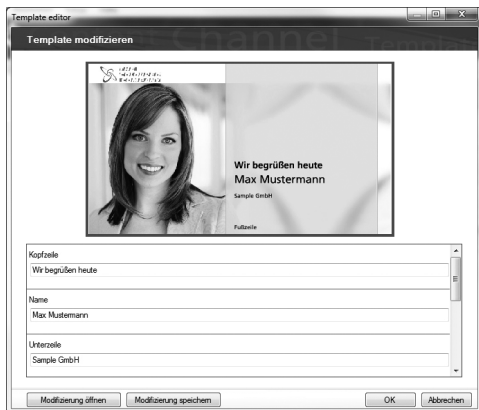 Template editor
Template modifizieren
Wir begrüßen heute
Max Mustermann
Sample GmbH
Fußzeile
Kopfzeile
Wir begrüßen heute
Name
Max Mustermann
Unterzeile
Sample GmbH
Modifizierung öffnen
Modifizierung speichern
OK
Abbrechen